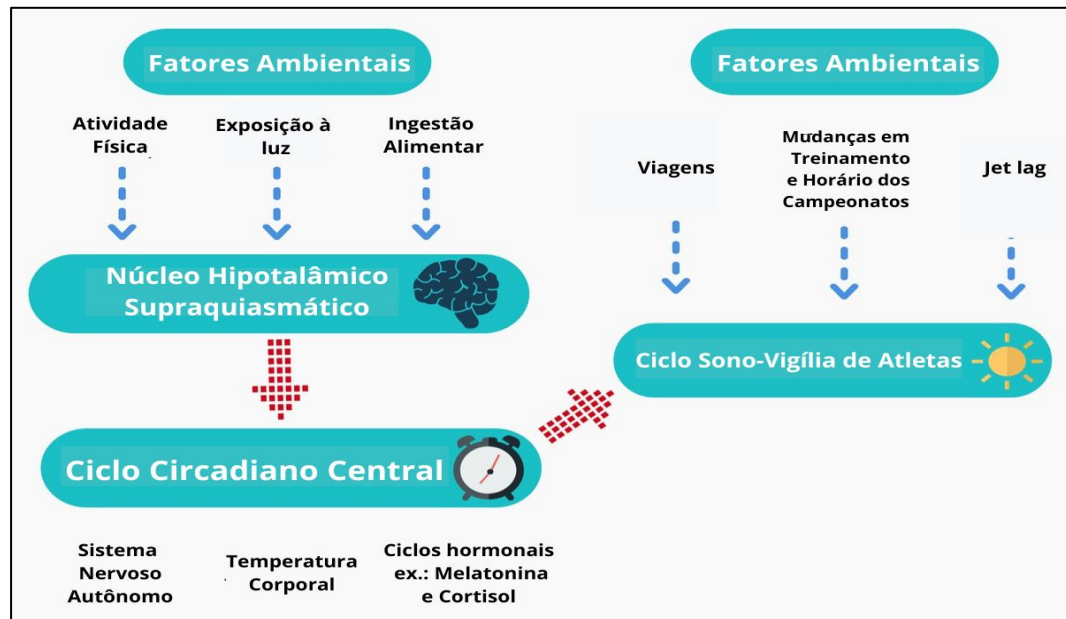 Fatores Ambientais
Atividade
Física
Exposição à
luz
Ingestão
Alimentar
Núcleo Hipotalâmico
Supraquiasmático
Ciclo Circadiano Central
Sistema
Nervoso
Autônomo
Temperatura
Corporal
Ciclos hormonais
ex.: Melatonina
e Cortisol
Fatores Ambientais
Viagens
Mudanças em
Treinamento
e Horário dos
Campeonatos
Jet lag
Ciclo Sono-Vigília de Atletas